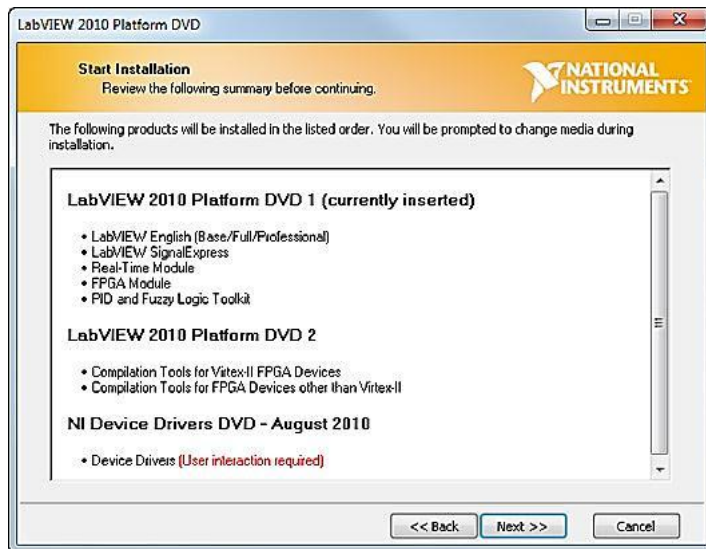 LabVIEW 2010 Platform DVD
Start Installation
Review the following summary before continuing.
NATIONAL
INSTRUMENTS
The following products will be installed in the listed order. You will be prompted to change media during
installation.
LabVIEW 2010 Platform DVD 1 (currently inserted)
• LabVIEW English (Base/Full/Professional)
• LabVIEW SignalExpress
• Real-Time Module
• FPGA Module
• PID and Fuzzy Logic Toolkit
LabVIEW 2010 Platform DVD 2
• Compilation Tools for Virtex-II FPGA Devices
• Compilation Tools for FPGA Devices other than Virtex-II
NI Device Drivers DVD - August 2010
• Device Drivers (User interaction required)
<< Back
Next >>
Cancel